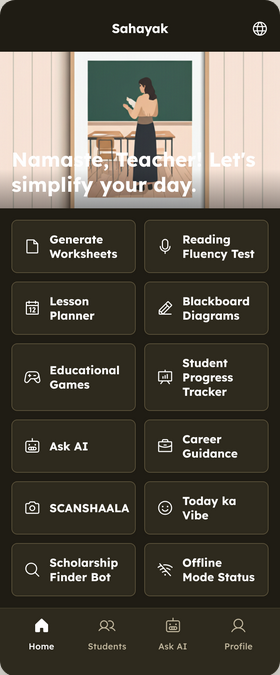 Sahayak
Namaste, Teacher! Let's
simplify your day.
Generate
Worksheets
Reading
Fluency Test
Lesson
Planner
12
Blackboard
Diagrams
Educational
Games
Student
Progress
Tracker
Ask AI
Career
Guidance
SCANSHAALA
Today ka
Vibe
Scholarship
Finder Bot
Offline
Mode Status
Home
Students
Ask AI
Profile